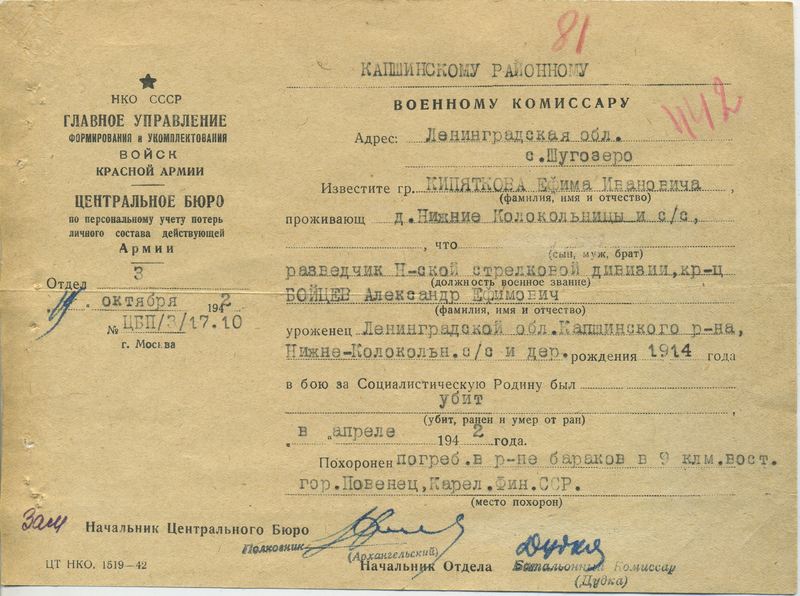 81
442
КАПШИНСКОМУ РАЙОННОМУ
ВОЕННОМУ КОМИССАРУ
Адрес: Ленинградская обл.
с.Шугозеро
НКО СССР
ГЛАВНОЕ УПРАВЛЕНИЕ
ФОРМИРОВАНИЯ и УКОМПЛЕКТОВАНИЯ
ВОЙСК
КРАСНОЙ АРМИИ
ЦЕНТРАЛЬНОЕ БЮРО
по персональному учету потерь
личного состава действующей
Армии
Отдел 3
19. октября 1942
№ ЦБП/3/17.10
г. Москва
Известите гр. КИПЯТКОВА Ефима Ивановича,
(фамилия, имя и отчество)
проживающ д.Нижние Колокольницы и с/с,
, что
(сын, муж, брат)
разведчик Н-ской стрелковой дивизии,кр-ц
(должность военное звание)
БОЙЦЕВ Александр Ефимович
(фамилия, имя и отчество)
уроженец Ленинградской обл.Капшинского р-на,
Нижне-Колокольн.с/с и дер. рождения 1914 года
в бою за Социалистическую Родину был
убит,
(убит, ранен и умер от ран)
в „ апреле 1942 года.
Похоронен погреб.в р-не бараков в 9 клм.вост.
гор.Повенец,Карел.Фин.ССР.
(место похорон)
Зам Начальник Центрального Бюро
Полковник
(Архангельский)
Дудка
Начальник Отдела Батальонный Комиссар
(Дудка)
ЦТ НКО. 1519—42